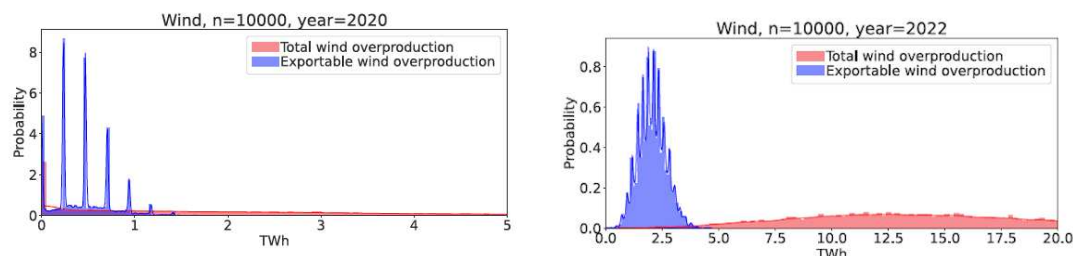 Wind, n=10000, year=2020
Total wind overproduction
Exportable wind overproduction
Probability
8
6
4
2
0
0
1
2
3
4
5
TWh
Wind, n=10000, year=2022
Total wind overproduction
Exportable wind overproduction
Probability
0.8
0.6
0.4
0.2
0.0
0.0
2.5
5.0
7.5
10.0
12.5
15.0
17.5
20.0
TWh